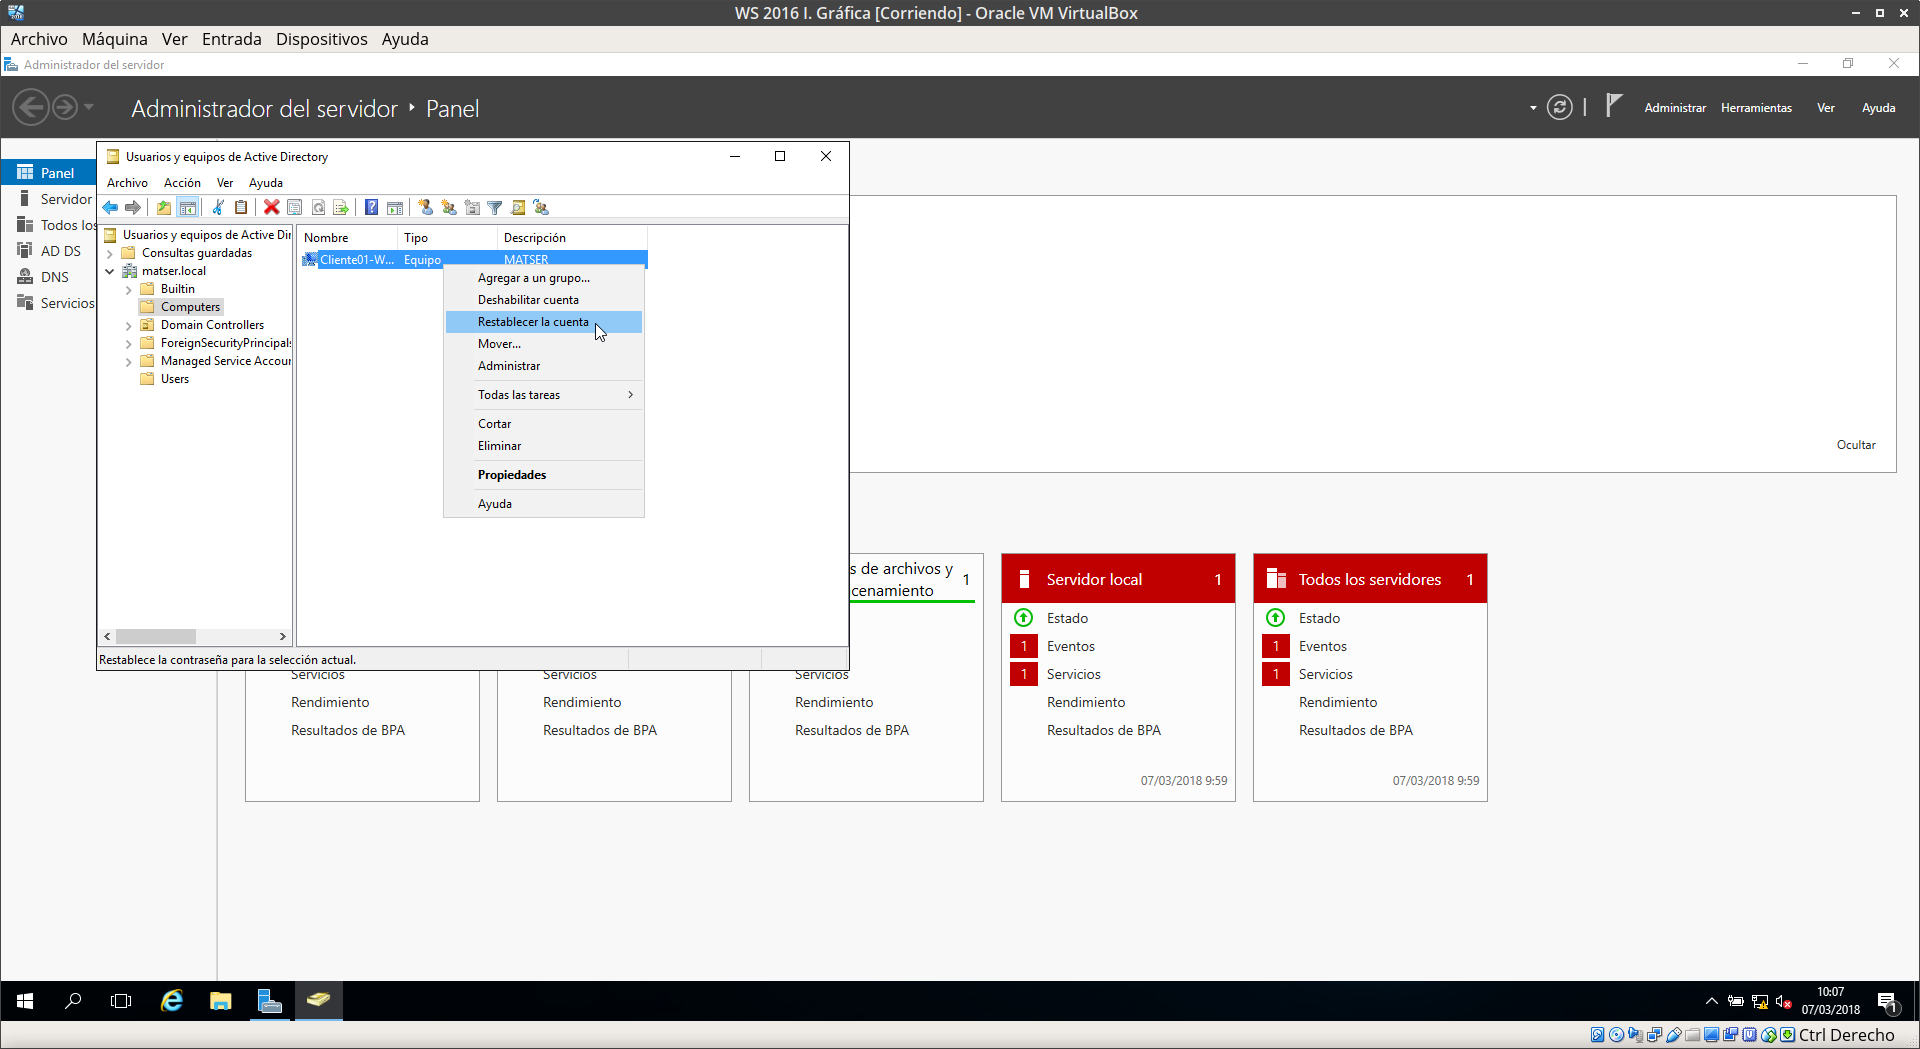 WS 2016 I. Gráfica [Corriendo] - Oracle VM VirtualBox
Archivo Máquina Ver Entrada Dispositivos Ayuda
Administrador del servidor
Administrador del servidor ‣ Panel
Administrar Herramientas Ver Ayuda
Panel
Servidor
Todos los
AD DS
DNS
Servicios
Usuarios y equipos de Active Directory
Archivo Acción Ver Ayuda
Usuarios y equipos de Active Dir
Consultas guardadas
matser.local
Builtin
Computers
Domain Controllers
ForeignSecurityPrincipals
Managed Service Accoun
Users
Nombre Tipo Descripción
Cliente01-W... Equipo MATSER
Agregar a un grupo...
Deshabilitar cuenta
Restablecer la cuenta
Mover...
Administrar
Todas las tareas
Cortar
Eliminar
Propiedades
Ayuda
Restablece la contraseña para la selección actual.
Ocultar
s de archivos y
cenamiento
1
Servicios
Rendimiento
Resultados de BPA
Servicios
Rendimiento
Resultados de BPA
Servicios
Rendimiento
Resultados de BPA
Servidor local 1
Estado
1 Eventos
1 Servicios
Rendimiento
Resultados de BPA
07/03/2018 9:59
Todos los servidores 1
Estado
1 Eventos
1 Servicios
Rendimiento
Resultados de BPA
07/03/2018 9:59
10:07
07/03/2018
1
Ctrl Derecho